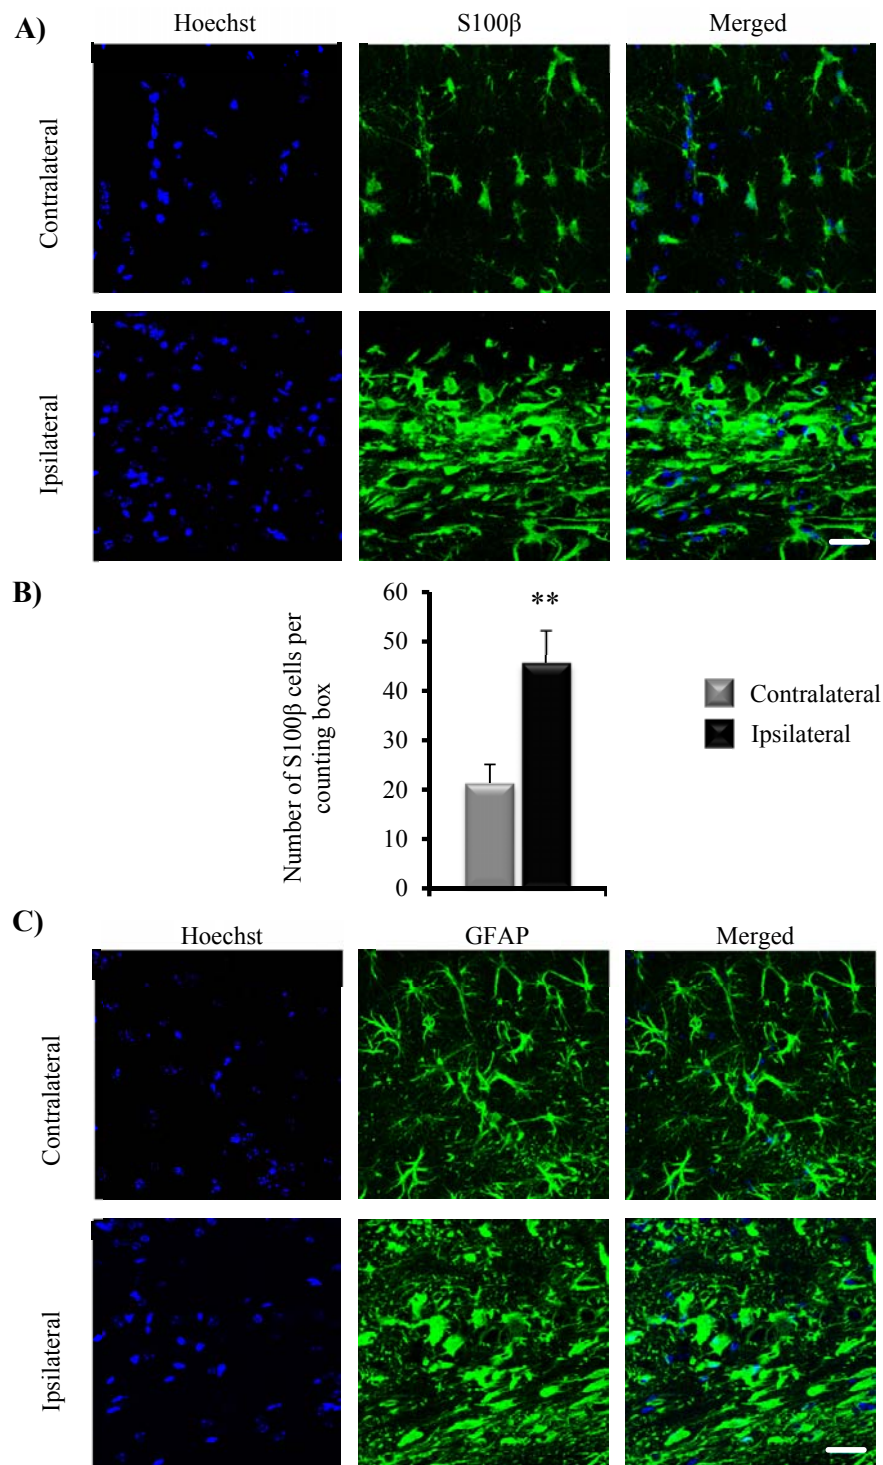 A)
Hoechst S100β Merged
Contralateral
Ipsilateral
B)
Number of S100β cells per
counting box
60
50
40
30
20
10
0
**
Contralateral
Ipsilateral
C)
Hoechst GFAP Merged
Contralateral
Ipsilateral